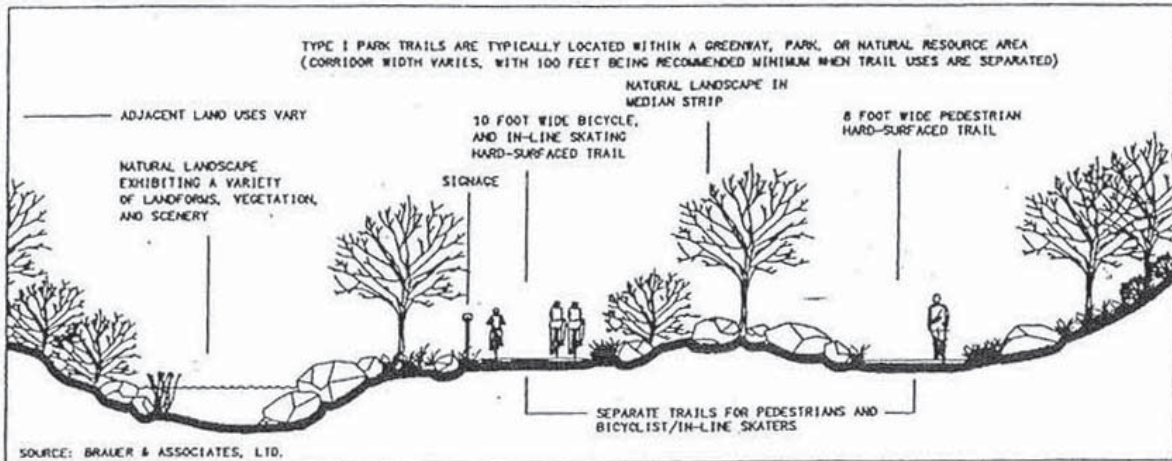 TYPE I PARK TRAILS ARE TYPICALLY LOCATED WITHIN A GREENWAY, PARK, OR NATURAL RESOURCE AREA
(CORRIDOR WIDTH VARIES, WITH 100 FEET BEING RECOMMENDED MINIMUM WHEN TRAIL USES ARE SEPARATED)
ADJACENT LAND USES VARY
NATURAL LANDSCAPE
EXHIBITING A VARIETY
OF LANDFORMS, VEGETATION,
AND SCENERY
SIGNAGE
10 FOOT WIDE BICYCLE,
AND IN-LINE SKATING
HARD-SURFACED TRAIL
NATURAL LANDSCAPE IN
MEDIAN STRIP
8 FOOT WIDE PEDESTRIAN
HARD-SURFACED TRAIL
SEPARATE TRAILS FOR PEDESTRIANS AND
BICYCLIST/IN-LINE SKATERS
SOURCE: BRAUER & ASSOCIATES, LTD.